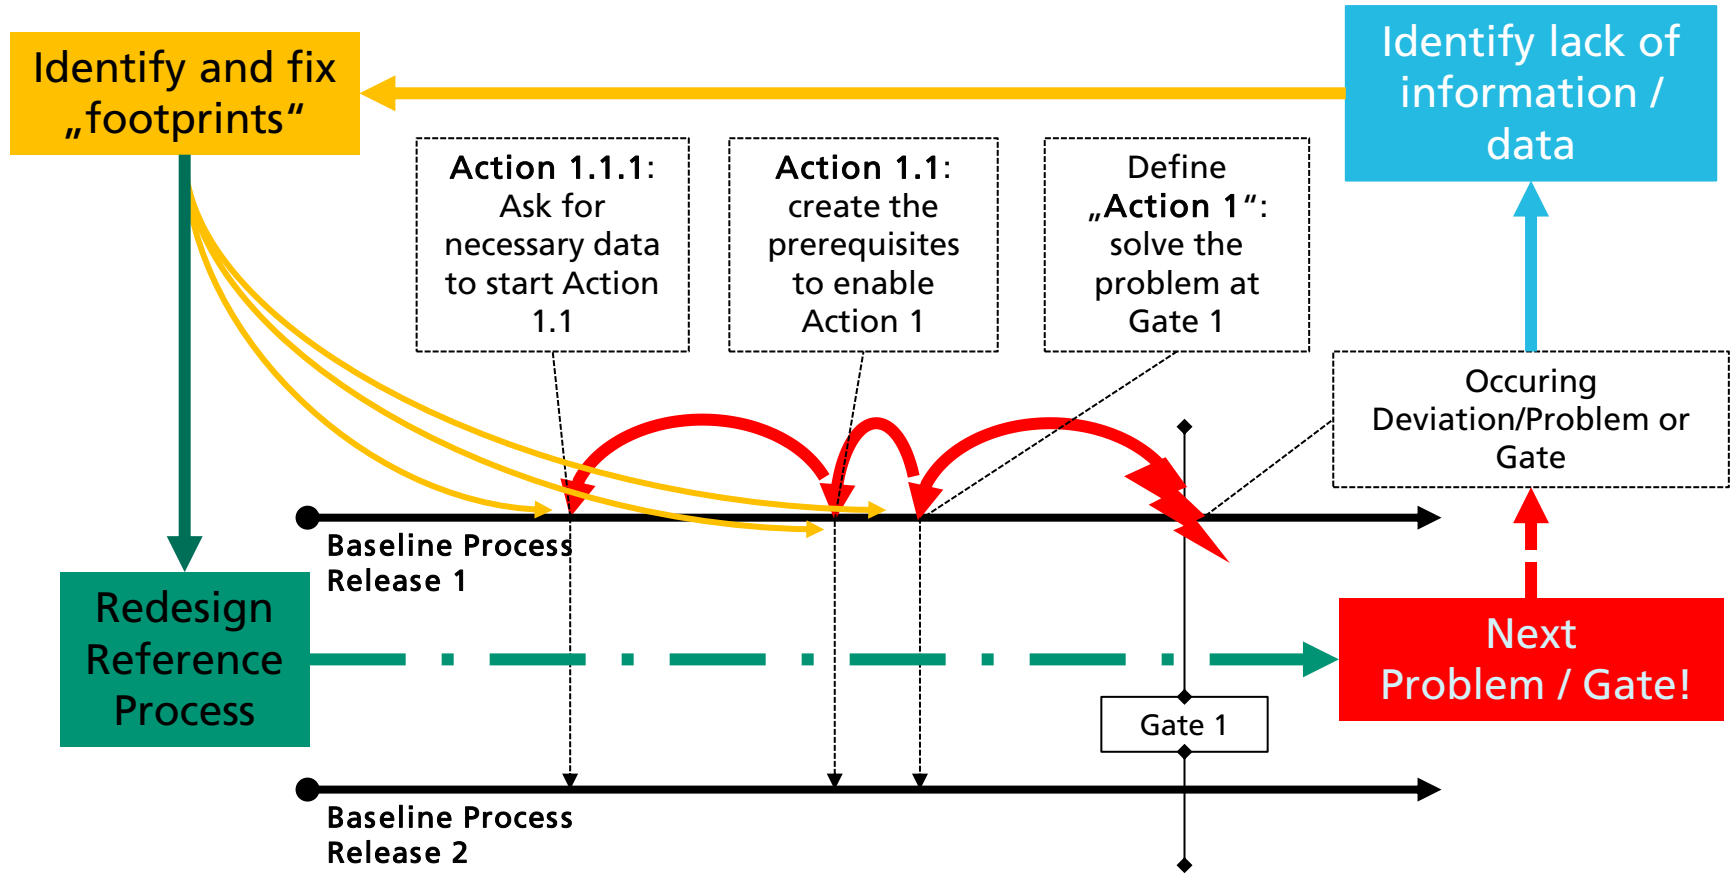 Identify and fix
„footprints“
Identify lack of
information /
data
Action 1.1.1:
Ask for
necessary data
to start Action
1.1
Action 1.1:
create the
prerequisites
to enable
Action 1
Define
„Action 1“:
solve the
problem at
Gate 1
Occuring
Deviation/Problem or
Gate
Baseline Process
Release 1
Redesign
Reference
Process
Next
Problem / Gate!
Gate 1
Baseline Process
Release 2